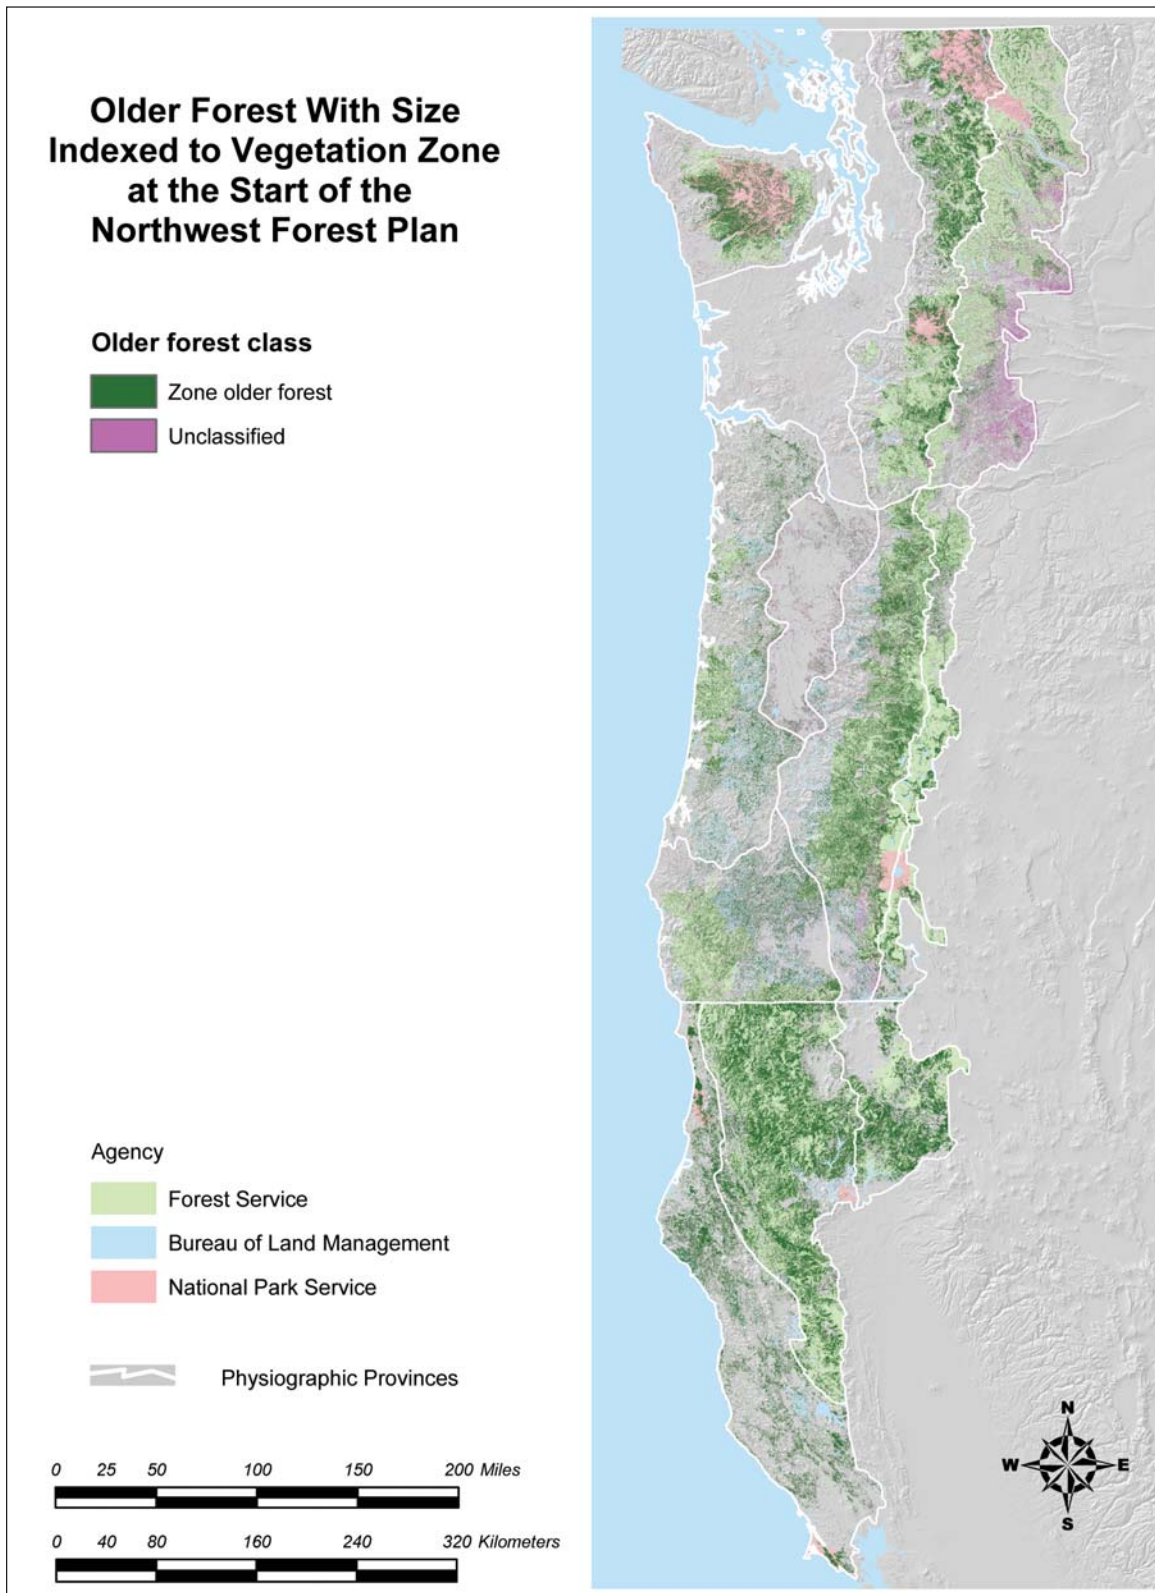 Older Forest With Size
Indexed to Vegetation Zone
at the Start of the
Northwest Forest Plan
Older forest class
Zone older forest
Unclassified
Agency
Forest Service
Bureau of Land Management
National Park Service
Physiographic Provinces
0 25 50 100 150 200 Miles
0 40 80 160 240 320 Kilometers
N
W E
S